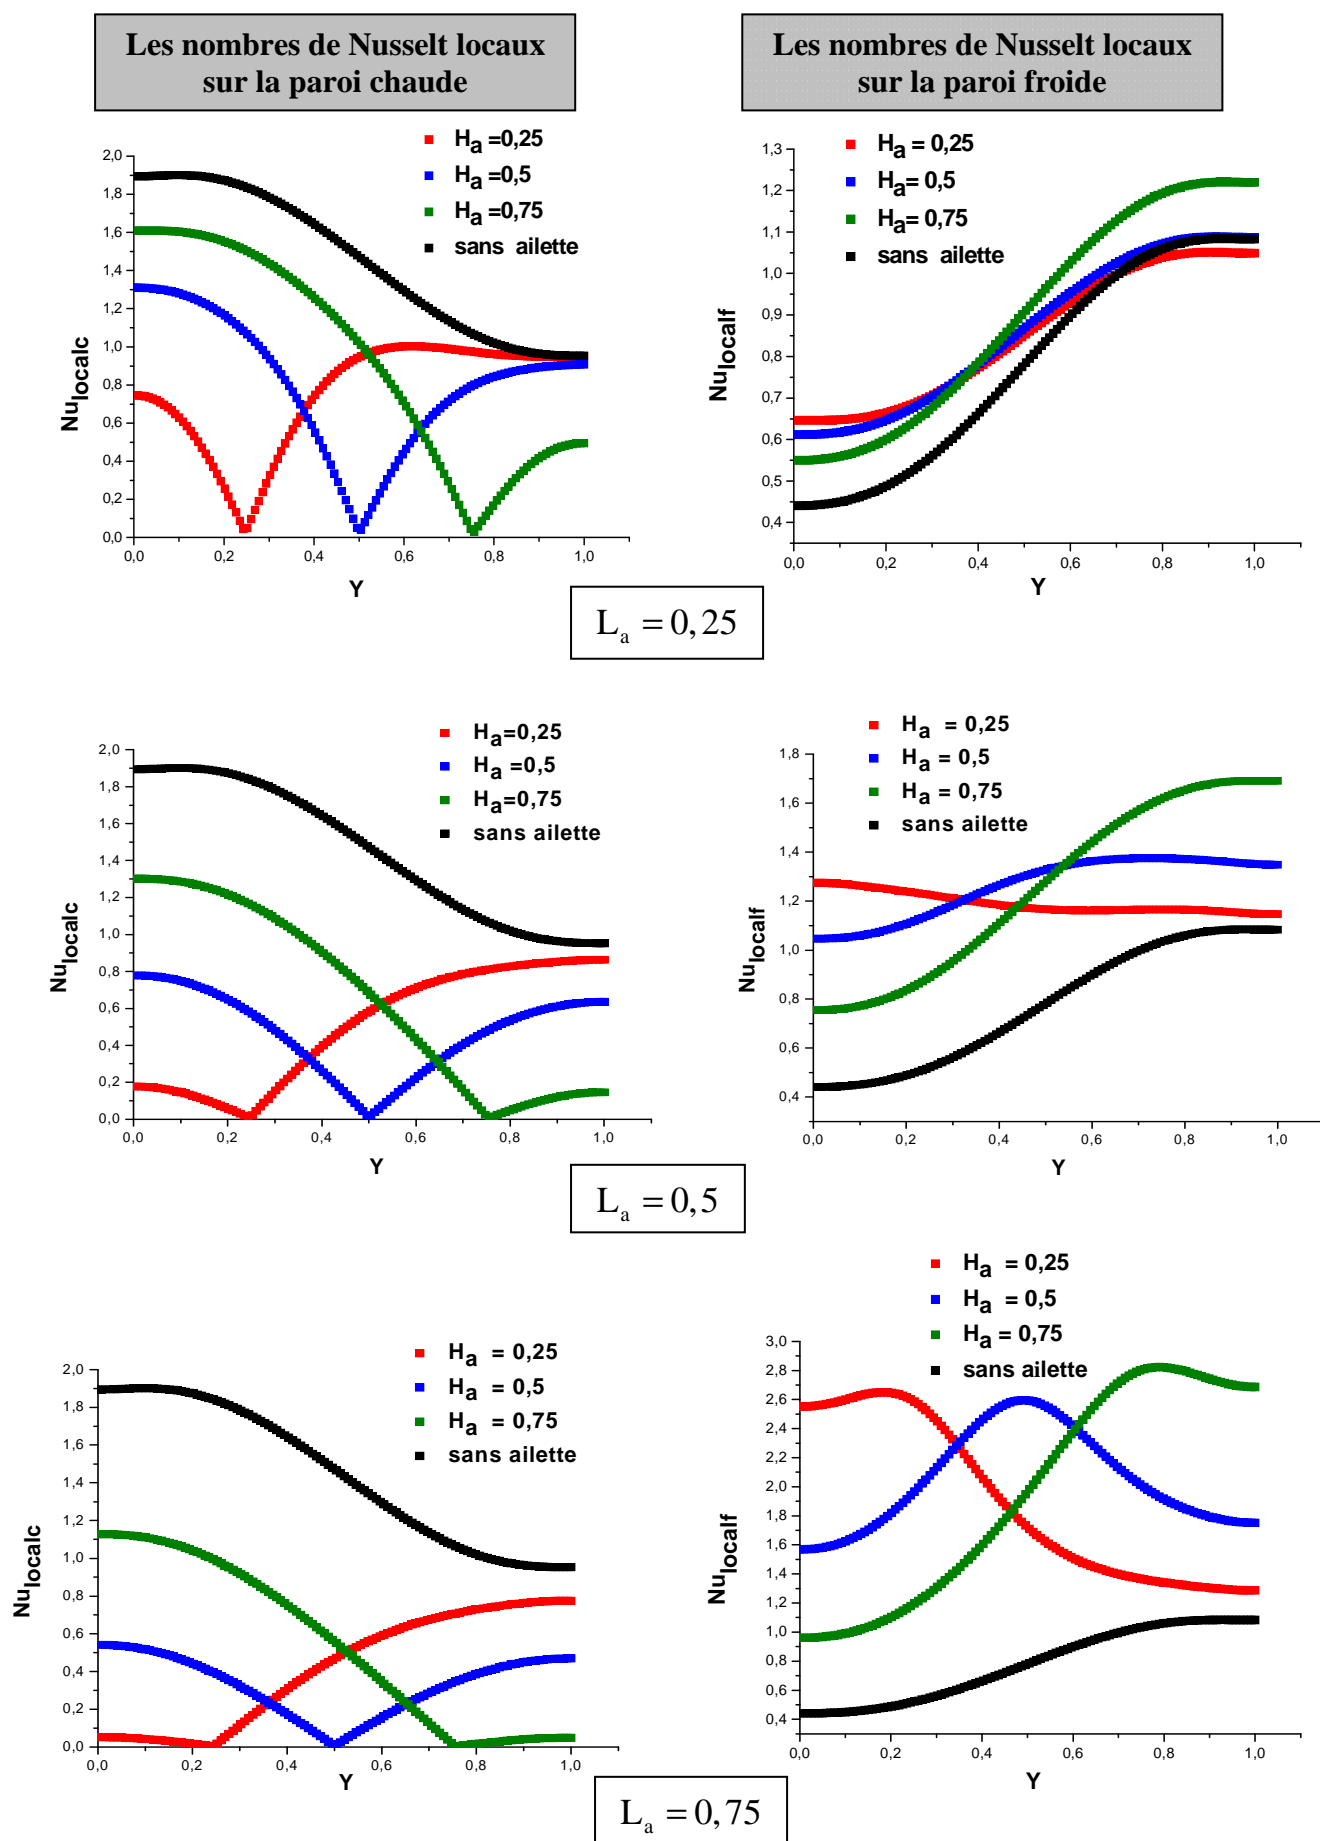 Les nombres de Nusselt locaux
sur la paroi chaude
Les nombres de Nusselt locaux
sur la paroi froide
Ha =0,25
Ha =0,5
Ha =0,75
sans ailette
2,0
1,8
1,6
1,4
1,2
1,0
0,8
0,6
0,4
0,2
0,0
Nulocalc
0,0 0,2 0,4 0,6 0,8 1,0
Y
Ha = 0,25
Ha= 0,5
Ha= 0,75
sans ailette
1,3
1,2
1,1
1,0
0,9
0,8
0,7
0,6
0,5
0,4
Nulocalf
0,0 0,2 0,4 0,6 0,8 1,0
Y
La = 0,25
Ha=0,25
Ha =0,5
Ha=0,75
sans ailette
2,0
1,8
1,6
1,4
1,2
1,0
0,8
0,6
0,4
0,2
0,0
Nulocalc
0,0 0,2 0,4 0,6 0,8 1,0
Y
Ha = 0,25
Ha = 0,5
Ha = 0,75
sans ailette
1,8
1,6
1,4
1,2
1,0
0,8
0,6
0,4
Nulocalf
0,0 0,2 0,4 0,6 0,8 1,0
Y
La = 0,5
Ha = 0,25
Ha = 0,5
Ha = 0,75
sans ailette
2,0
1,8
1,6
1,4
1,2
1,0
0,8
0,6
0,4
0,2
0,0
Nulocalc
0,0 0,2 0,4 0,6 0,8 1,0
Y
Ha = 0,25
Ha = 0,5
Ha = 0,75
sans ailette
3,0
2,8
2,6
2,4
2,2
2,0
1,8
1,6
1,4
1,2
1,0
0,8
0,6
0,4
Nulocalf
0,0 0,2 0,4 0,6 0,8 1,0
Y
La = 0,75